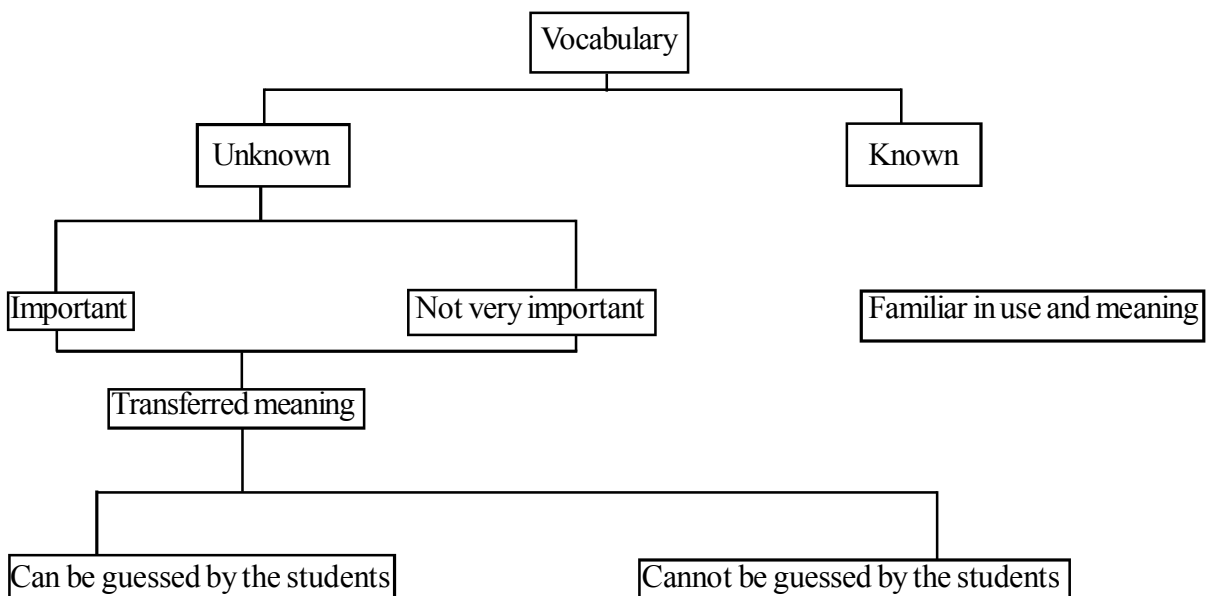 Vocabulary
Unknown
Known
Important
Not very important
Familiar in use and meaning
Transferred meaning
Can be guessed by the students
Cannot be guessed by the students